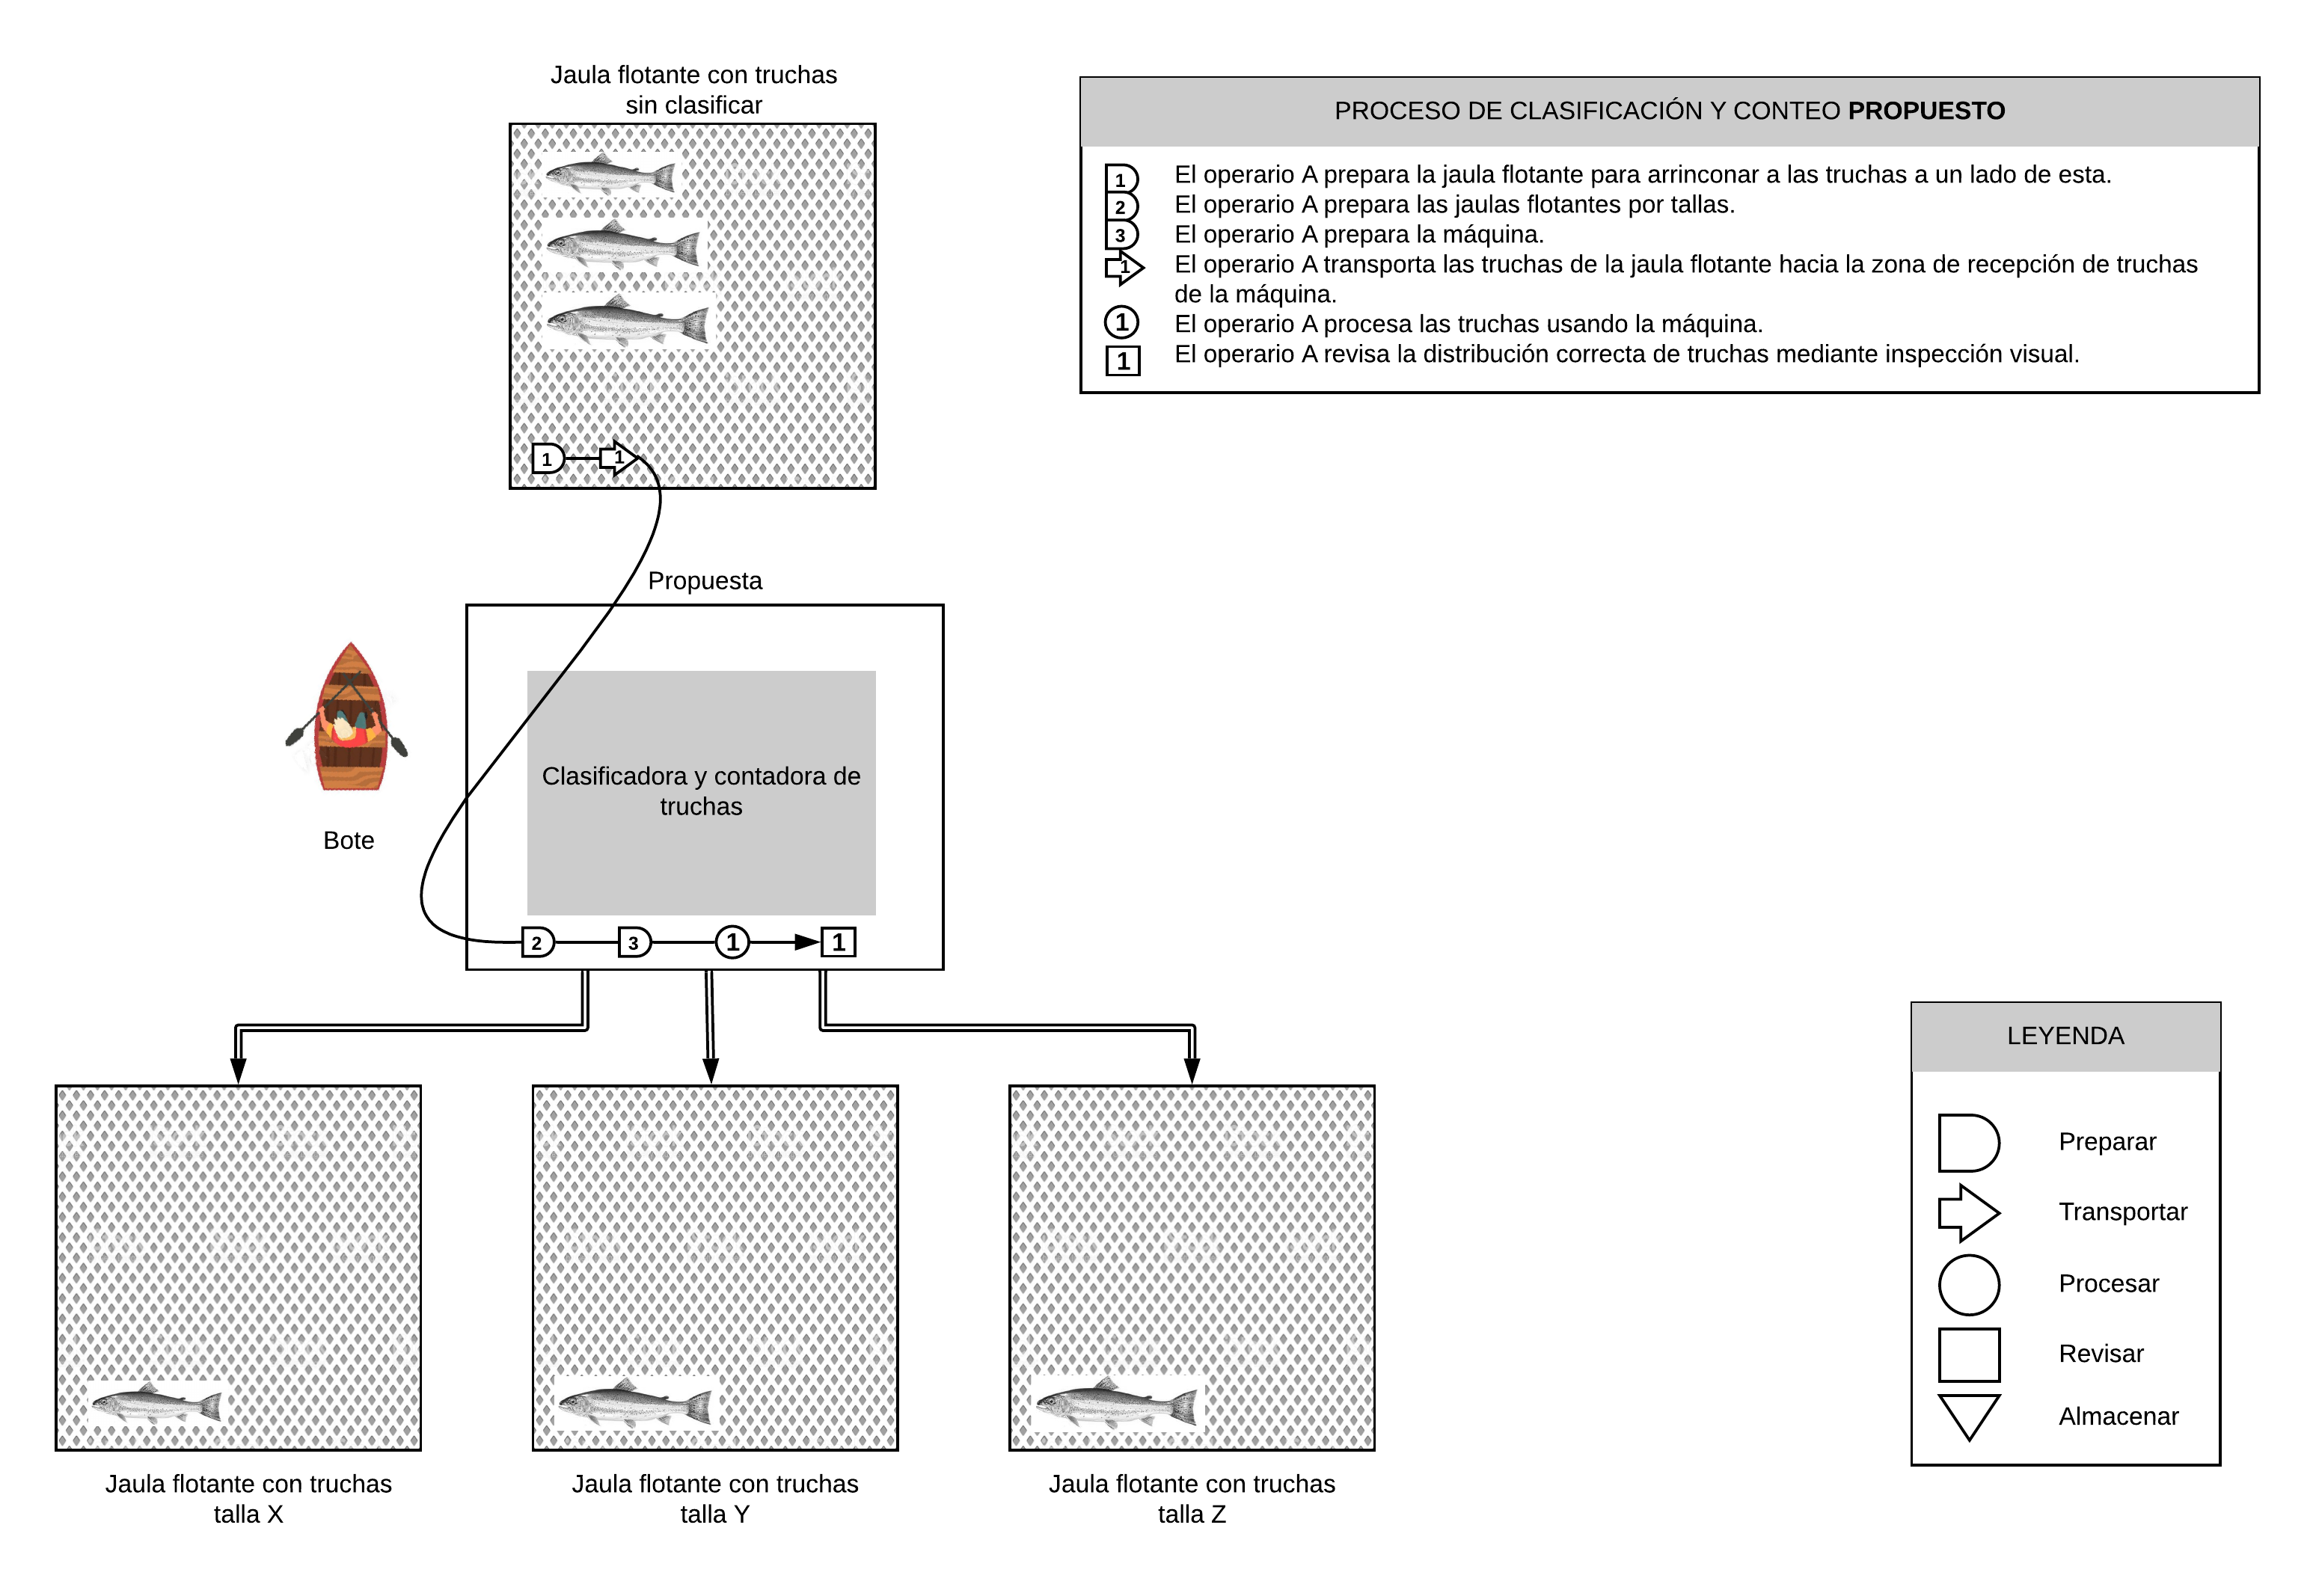 Jaula flotante con truchas
sin clasificar
PROCESO DE CLASIFICACIÓN Y CONTEO PROPUESTO
1 El operario A prepara la jaula flotante para arrinconar a las truchas a un lado de esta.
2 El operario A prepara las jaulas flotantes por tallas.
3 El operario A prepara la máquina.
1 El operario A transporta las truchas de la jaula flotante hacia la zona de recepción de truchas
de la máquina.
1 El operario A procesa las truchas usando la máquina.
1 El operario A revisa la distribución correcta de truchas mediante inspección visual.
1 1
Propuesta
Clasificadora y contadora de
truchas
Bote
2 3 1 1
LEYENDA
Preparar
Transportar
Procesar
Revisar
Almacenar
Jaula flotante con truchas
talla X
Jaula flotante con truchas
talla Y
Jaula flotante con truchas
talla Z